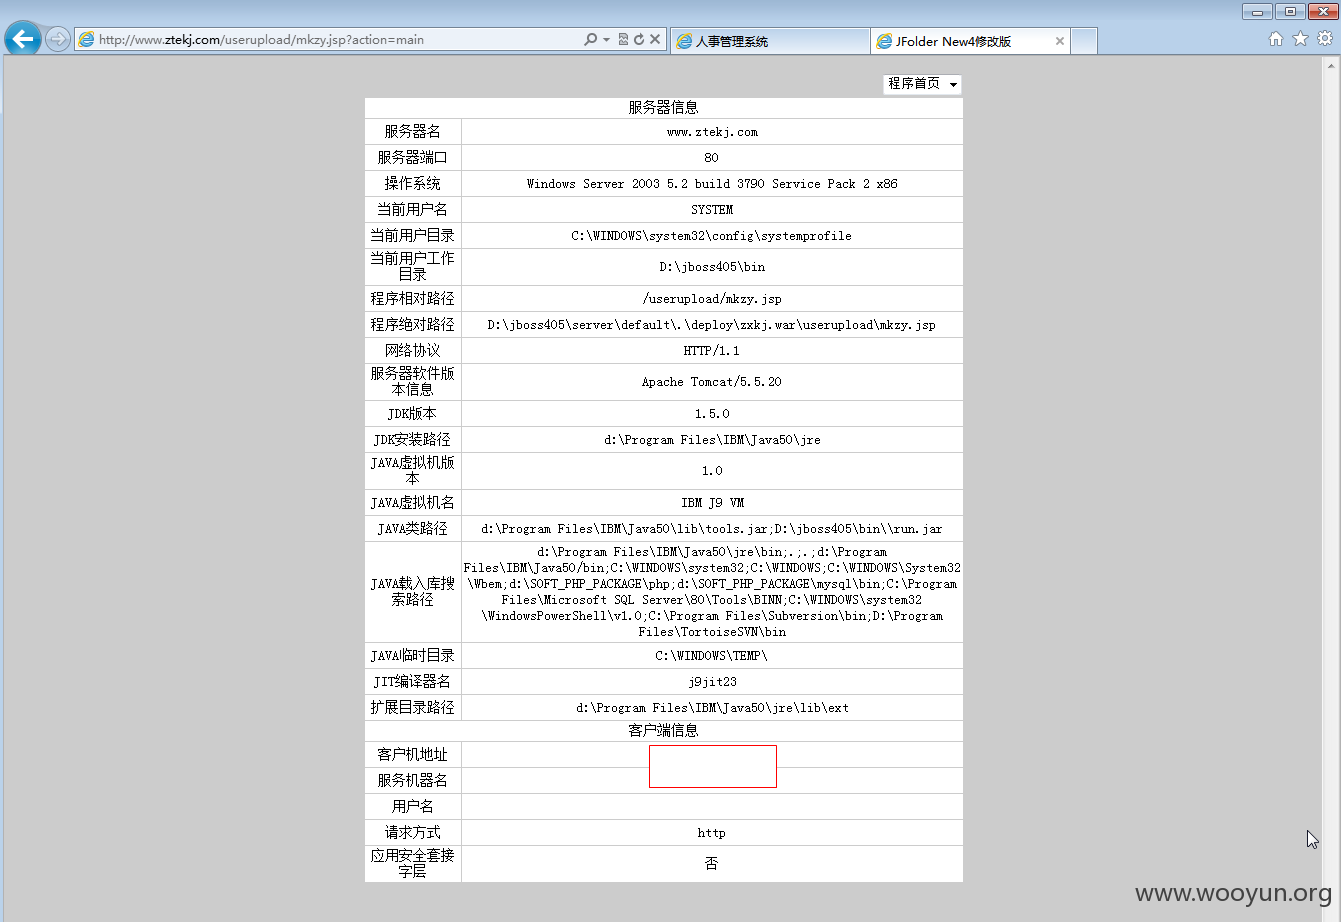 http://www.ztekj.com/userupload/mkzy.jsp?action=main
人事管理系统
JFolder New4修改版
程序首页
服务器信息
服务器名 www.ztekj.com
服务器端口 80
操作系统 Windows Server 2003 5.2 build 3790 Service Pack 2 x86
当前用户名 SYSTEM
当前用户目录 C:\WINDOWS\system32\config\systemprofile
当前用户工作
目录 D:\jboss405\bin
程序相对路径 /userupload/mkzy.jsp
程序绝对路径 D:\jboss405\server\default\.\deploy\zxkj.war\userupload\mkzy.jsp
网络协议 HTTP/1.1
服务器软件版
本信息 Apache Tomcat/5.5.20
JDK版本 1.5.0
JDK安装路径 d:\Program Files\IBM\Java50\jre
JAVA虚拟机版
本 1.0
JAVA虚拟机名 IBM J9 VM
JAVA类路径 d:\Program Files\IBM\Java50\lib\tools.jar;D:\jboss405\bin\\run.jar
JAVA载入库搜
索路径
d:\Program Files\IBM\Java50\jre\bin;.;.;d:\Program
Files\IBM\Java50/bin;C:\WINDOWS\system32;C:\WINDOWS;C:\WINDOWS\System32
\Wbem;d:\SOFT_PHP_PACKAGE\php;d:\SOFT_PHP_PACKAGE\mysql\bin;C:\Program
Files\Microsoft SQL Server\80\Tools\BINN;C:\WINDOWS\system32
\WindowsPowerShell\v1.0;C:\Program Files\Subversion\bin;D:\Program
Files\TortoiseSVN\bin
JAVA临时目录 C:\WINDOWS\TEMP\
JIT编译器名 j9jit23
扩展目录路径 d:\Program Files\IBM\Java50\jre\lib\ext
客户端信息
客户机地址
服务机器名
用户名
请求方式 http
应用安全套接
字层 否
www.wooyun.org